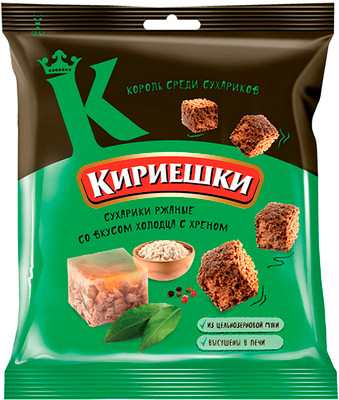 К
КОРОЛЬ СРЕДИ СУХАРИКОВ
КИРИЕШКИ
СУХАРИКИ РЖАНЫЕ
СО ВКУСОМ ХОЛОДЦА С ХРЕНОМ
ИЗ ЦЕЛЬНОЗЕРНОВОЙ МУКИ
ВЫСУШЕНЫ В ПЕЧИ